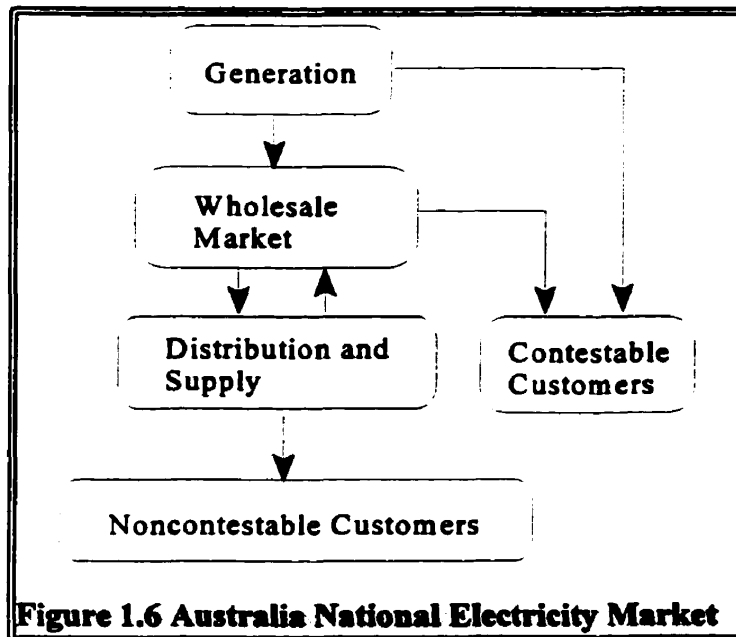 Generation
Wholesale
Market
Distribution and
Supply
Contestable
Customers
Noncontestable Customers
Figure 1.6 Australia National Electricity Market